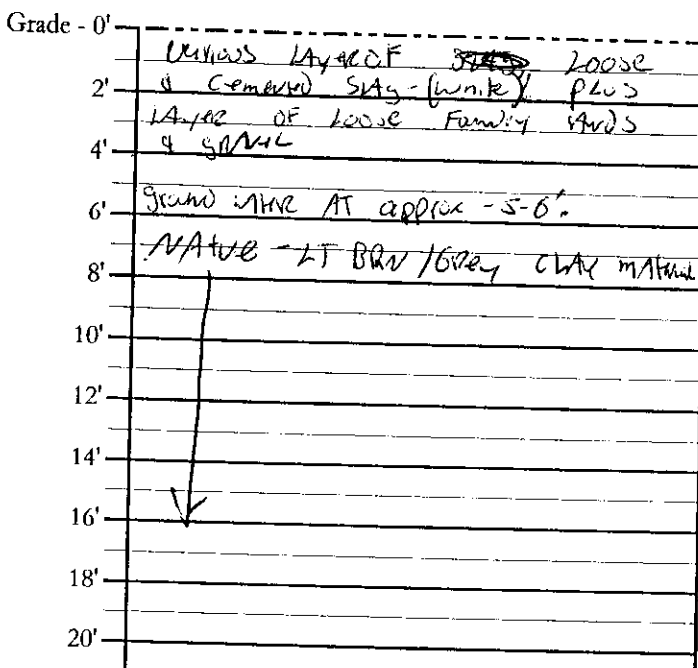 Grade - 0'
Various LAyer OF LOOSE
2' & Cemented SLAg - (white) PLUS
LAyer OF LOOSE Foundry SANDS
4' & grAVeL
6' ground wAter AT approx - 5-6'.
NAtive - LT BRN / Grey CLAY mAterial
8'
10'
12'
14'
16'
18'
20'